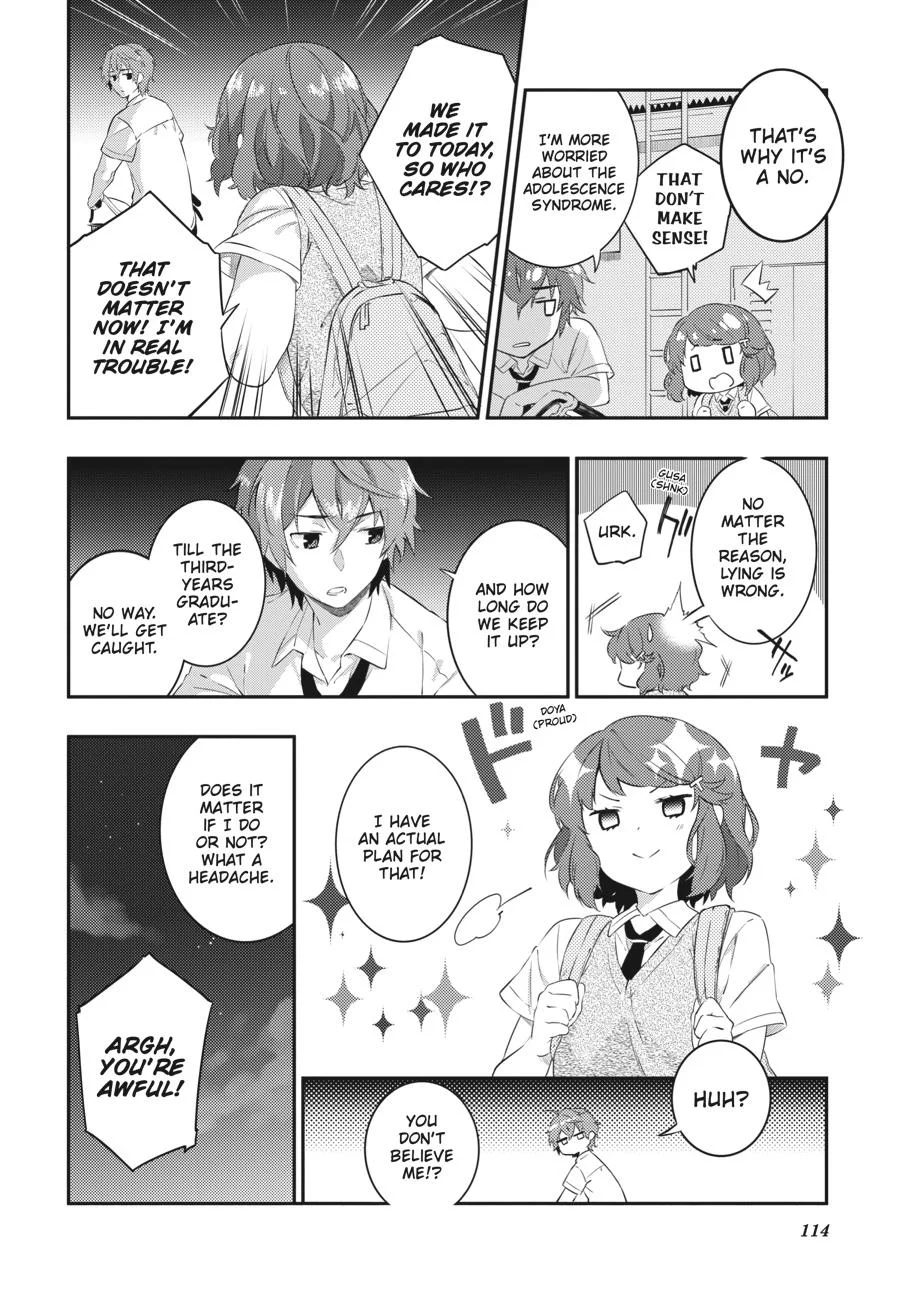 THAT'S
WHY IT'S
A NO.
THAT
DON'T
MAKE
SENSE!
I'M MORE
WORRIED
ABOUT THE
ADOLESCENCE
SYNDROME.
WE
MADE IT
TO TODAY,
SO WHO
CARES!?
THAT
DOESN'T
MATTER
NOW! I'M
IN REAL
TROUBLE!
NO
MATTER
THE
REASON,
LYING IS
WRONG.
GUSA
(SHNK)
グサ
URK.
AND HOW
LONG DO
WE KEEP
IT UP?
TILL THE
THIRD-
YEARS
GRADU-
ATE?
NO WAY.
WE'LL GET
CAUGHT.
DOYA
(PROUD)
ドヤ
I HAVE
AN ACTUAL
PLAN FOR
THAT!
HUH?
YOU
DON'T
BELIEVE
ME!?
DOES IT
MATTER
IF I DO
OR NOT?
WHAT A
HEADACHE.
ARGH,
YOU'RE
AWFUL!
114